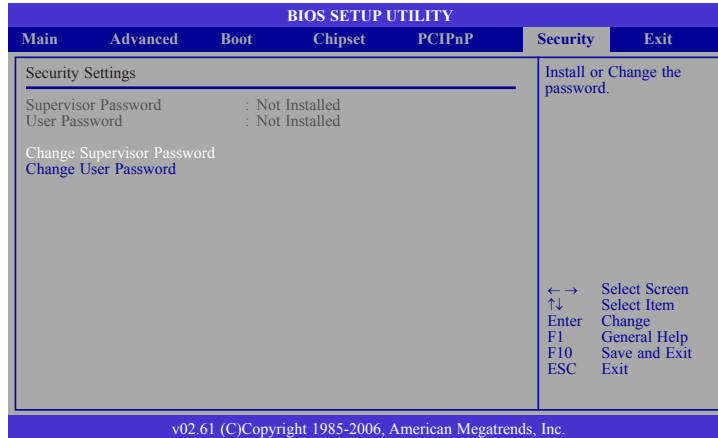 BIOS SETUP UTILITY
Main Advanced Boot Chipset PCIPnP Security Exit
Security Settings
Supervisor Password : Not Installed
User Password : Not Installed
Change Supervisor Password
Change User Password
Install or Change the
password.
←→ Select Screen
↑↓ Select Item
Enter Change
F1 General Help
F10 Save and Exit
ESC Exit
v02.61 (C)Copyright 1985-2006, American Megatrends, Inc.